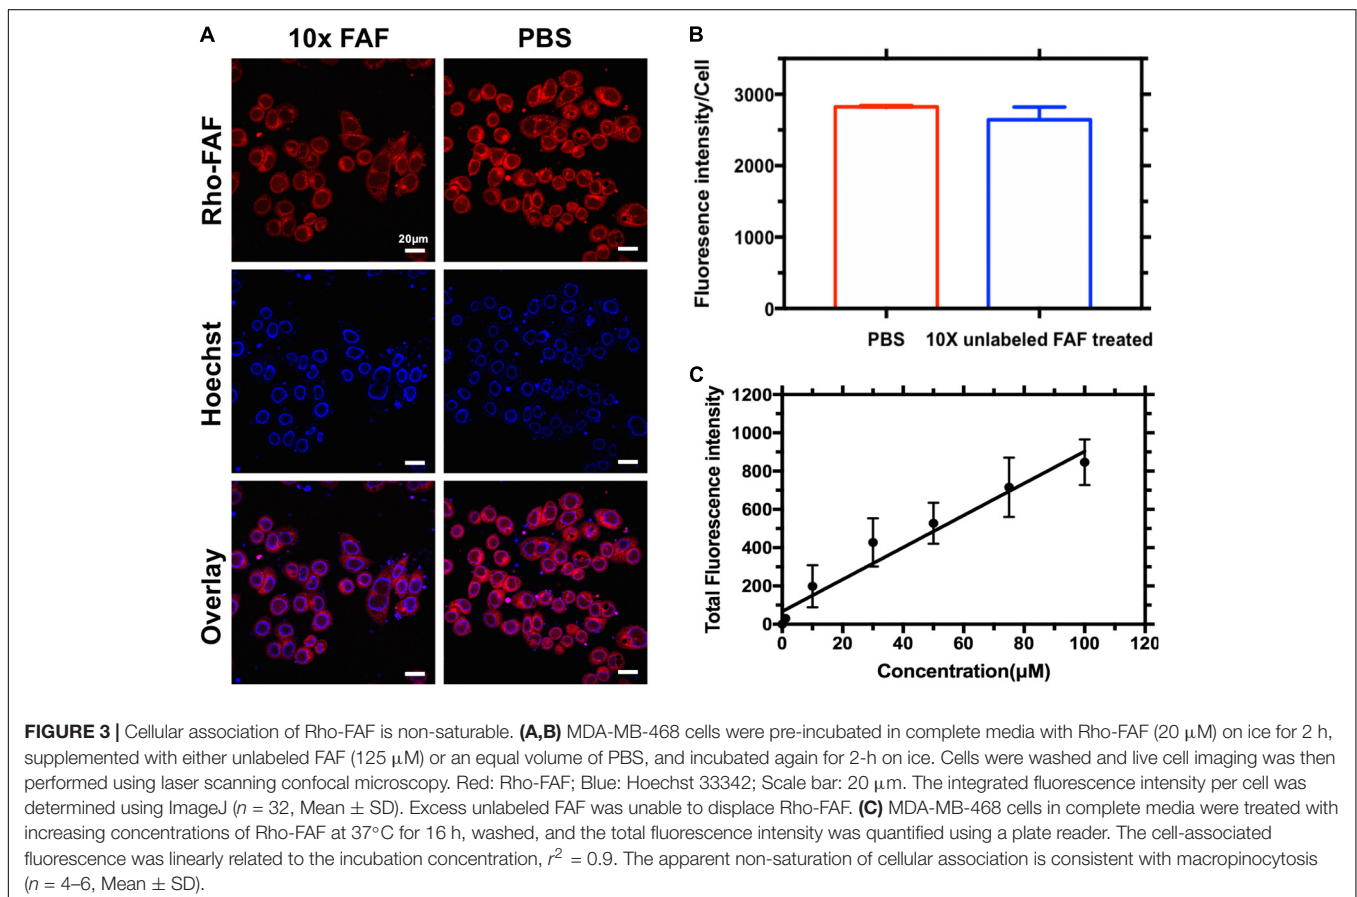 A
10x FAF
PBS
Rho-FAF
20µm
Hoechst
Overlay
B
Fluoresence intensity/Cell
3000
2000
1000
0
PBS
10X unlabeled FAF treated
C
Total Fluorescence intensity
1200
1000
800
600
400
200
0
0 20 40 60 80 100 120
Concentration(µM)
FIGURE 3 | Cellular association of Rho-FAF is non-saturable. (A,B) MDA-MB-468 cells were pre-incubated in complete media with Rho-FAF (20 µM) on ice for 2 h,
supplemented with either unlabeled FAF (125 µM) or an equal volume of PBS, and incubated again for 2-h on ice. Cells were washed and live cell imaging was then
performed using laser scanning confocal microscopy. Red: Rho-FAF; Blue: Hoechst 33342; Scale bar: 20 µm. The integrated fluorescence intensity per cell was
determined using ImageJ (n = 32, Mean ± SD). Excess unlabeled FAF was unable to displace Rho-FAF. (C) MDA-MB-468 cells in complete media were treated with
increasing concentrations of Rho-FAF at 37°C for 16 h, washed, and the total fluorescence intensity was quantified using a plate reader. The cell-associated
fluorescence was linearly related to the incubation concentration, r² = 0.9. The apparent non-saturation of cellular association is consistent with macropinocytosis
(n = 4–6, Mean ± SD).